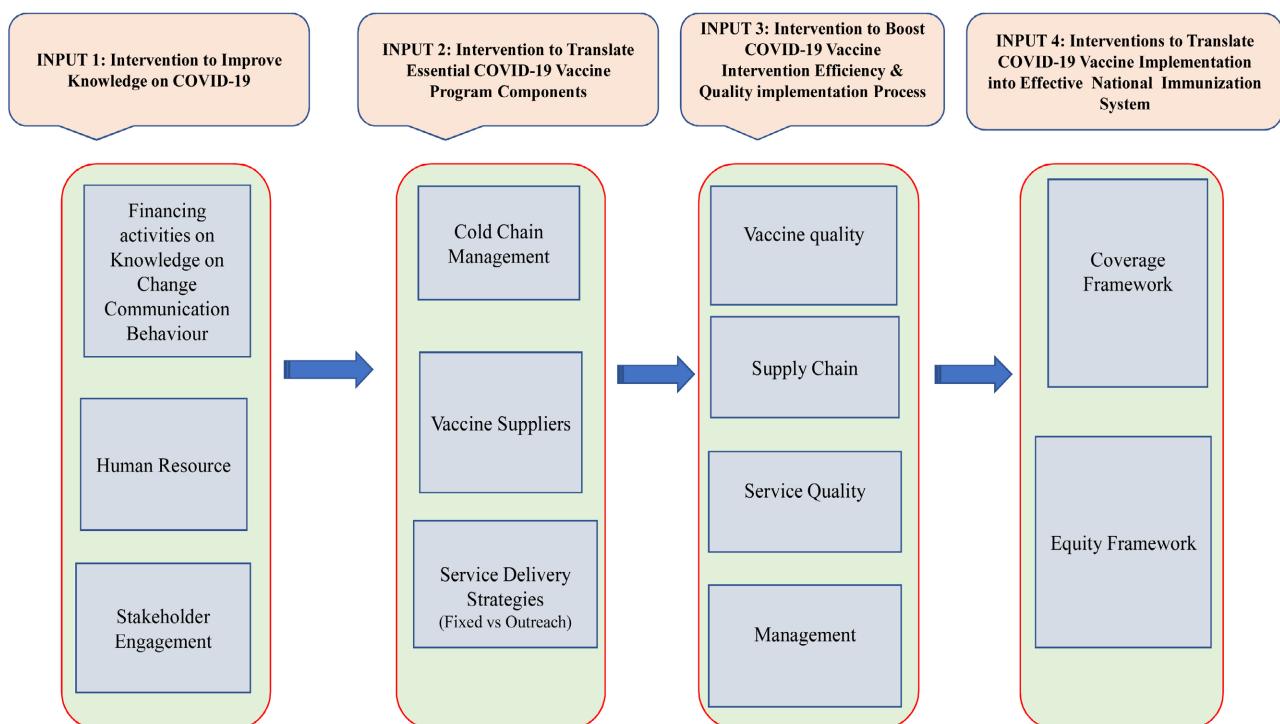 INPUT 1: Intervention to Improve
Knowledge on COVID-19
INPUT 2: Intervention to Translate
Essential COVID-19 Vaccine
Program Components
INPUT 3: Intervention to Boost
COVID-19 Vaccine
Intervention Efficiency &
Quality implementation Process
INPUT 4: Interventions to Translate
COVID-19 Vaccine Implementation
into Effective National Immunization
System
Financing
activities on
Knowledge on
Change
Communication
Behaviour
Human Resource
Stakeholder
Engagement
Cold Chain
Management
Vaccine Suppliers
Service Delivery
Strategies
(Fixed vs Outreach)
Vaccine quality
Supply Chain
Service Quality
Management
Coverage
Framework
Equity Framework